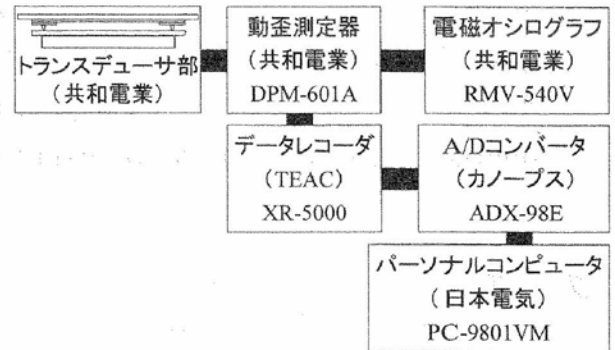 トランスデューサ部
(共和電業)
動歪測定器
(共和電業)
DPM-601A
電磁オシログラフ
(共和電業)
RMV-540V
データレコーダ
(TEAC)
XR-5000
A/Dコンバータ
(カノープス)
ADX-98E
パーソナルコンピュータ
(日本電気)
PC-9801VM